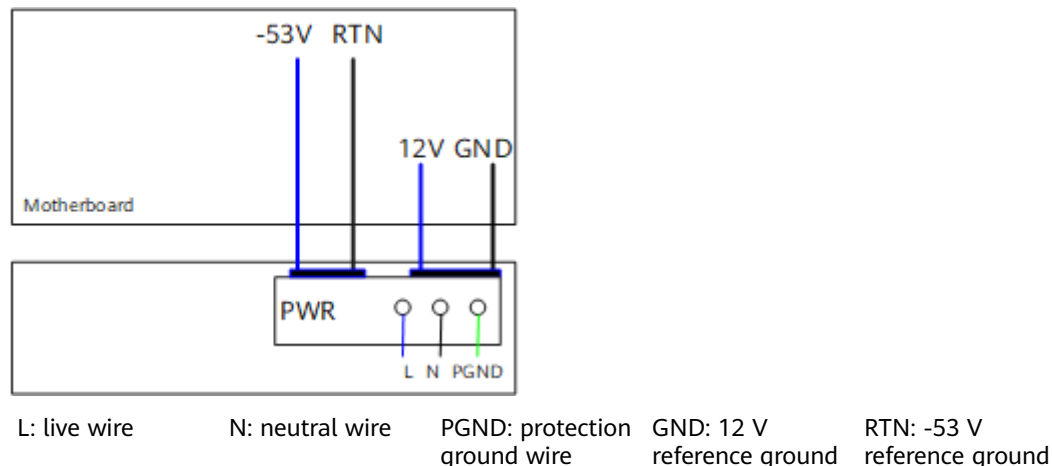 -53V RTN
12V GND
Motherboard
PWR
L N PGND
L: live wire N: neutral wire PGND: protection ground wire GND: 12 V reference ground RTN: -53 V reference ground